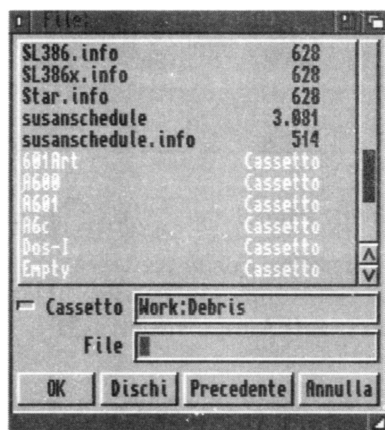 File:
SL386.info 628
SL386x.info 628
Star.info 628
susanschedule 3.081
susanschedule.info 514
601Art Cassetto
A600 Cassetto
A601 Cassetto
A6c Cassetto
Dos-I Cassetto
Empty Cassetto
Cassetto Work:Debris
File
OK Dischi Precedente Annulla